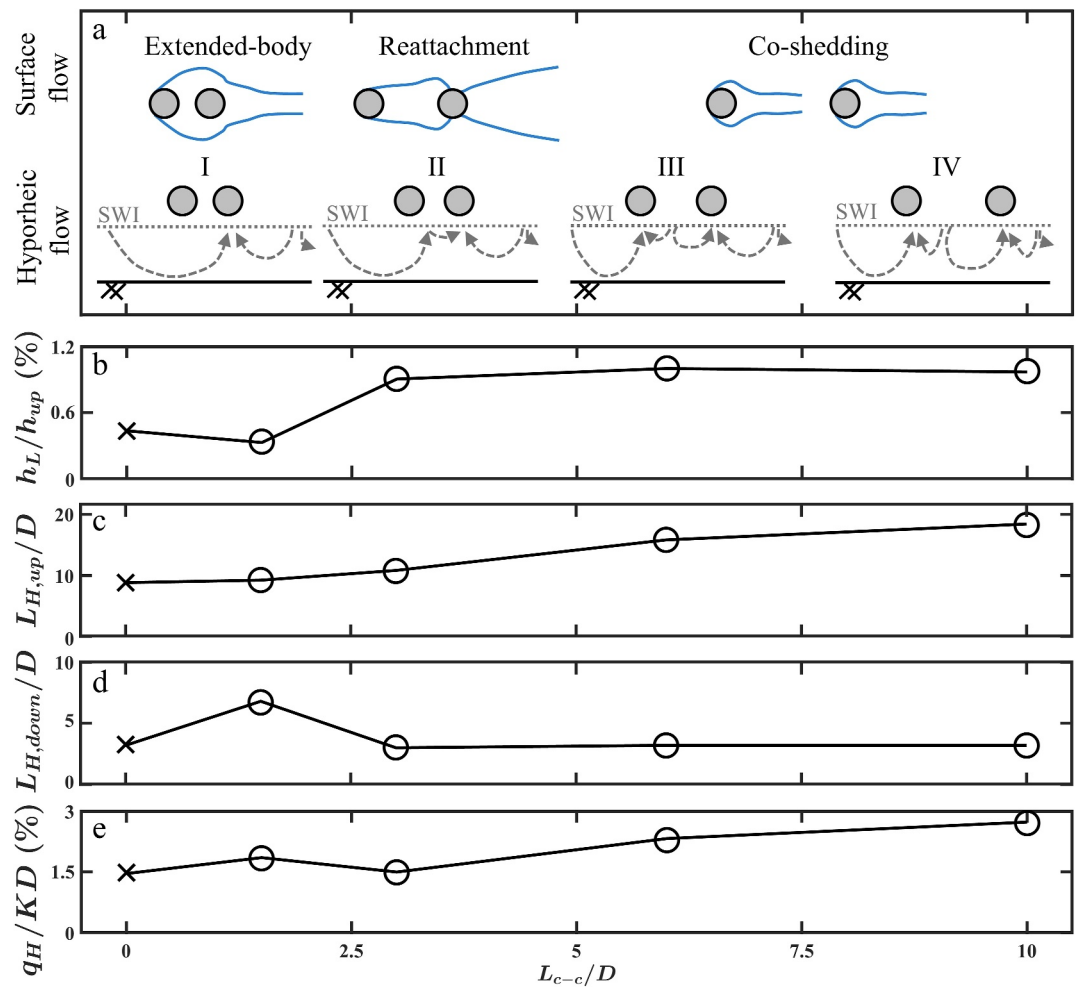 a
Surface flow
Extended-body Reattachment Co-shedding
Hyporheic flow
I II III IV
SWI SWI SWI SWI
b
h_L/h_up (%)
1.2
0.6
0
c
L_H,up/D
20
10
0
d
L_H,down/D
10
5
0
e
q_H/KD (%)
3
1.5
0
0 2.5 5 7.5 10
L_c−c/D